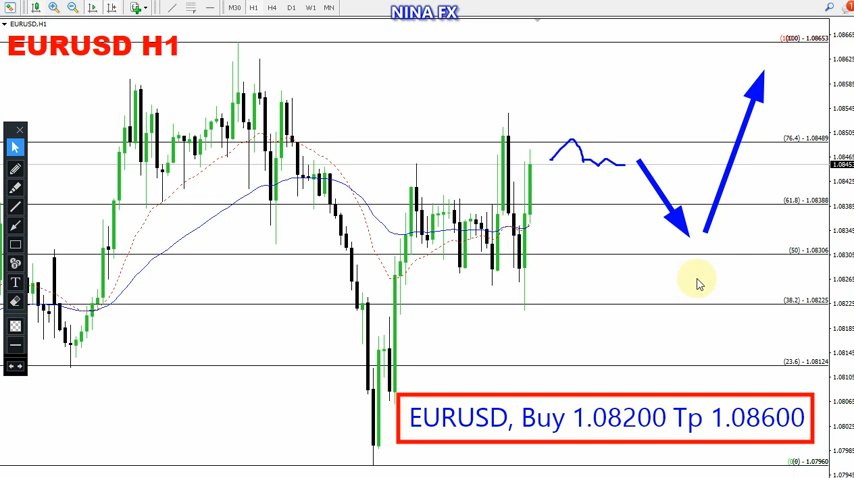 M30 H1 H4 D1 W1 MN
NINA FX
EURUSD,H1
EURUSD H1
1.08665
(100) - 1.08653
1.08625
1.08585
1.08545
1.08505
(76.4) - 1.08489
1.08465
1.08425
(61.8) - 1.08388
1.08385
1.08345
(50) - 1.08306
1.08305
1.08265
(38.2) - 1.08225
1.08225
1.08185
1.08145
(23.6) - 1.08124
1.08105
1.08065
EURUSD, Buy 1.08200 Tp 1.08600
1.08025
1.07985
(0) - 1.07960
1.07945
T